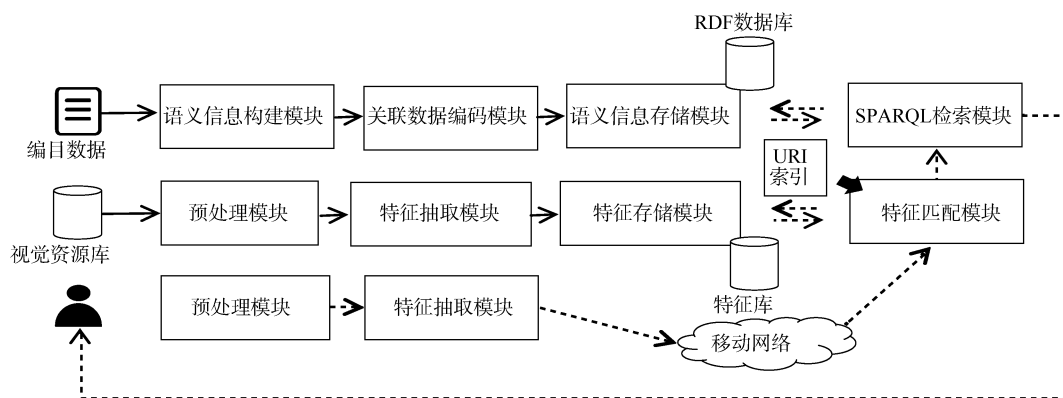 RDF数据库
语义信息构建模块
关联数据编码模块
语义信息存储模块
SPARQL检索模块
编目数据
URI
索引
预处理模块
特征抽取模块
特征存储模块
特征匹配模块
视觉资源库
预处理模块
特征抽取模块
特征库
移动网络